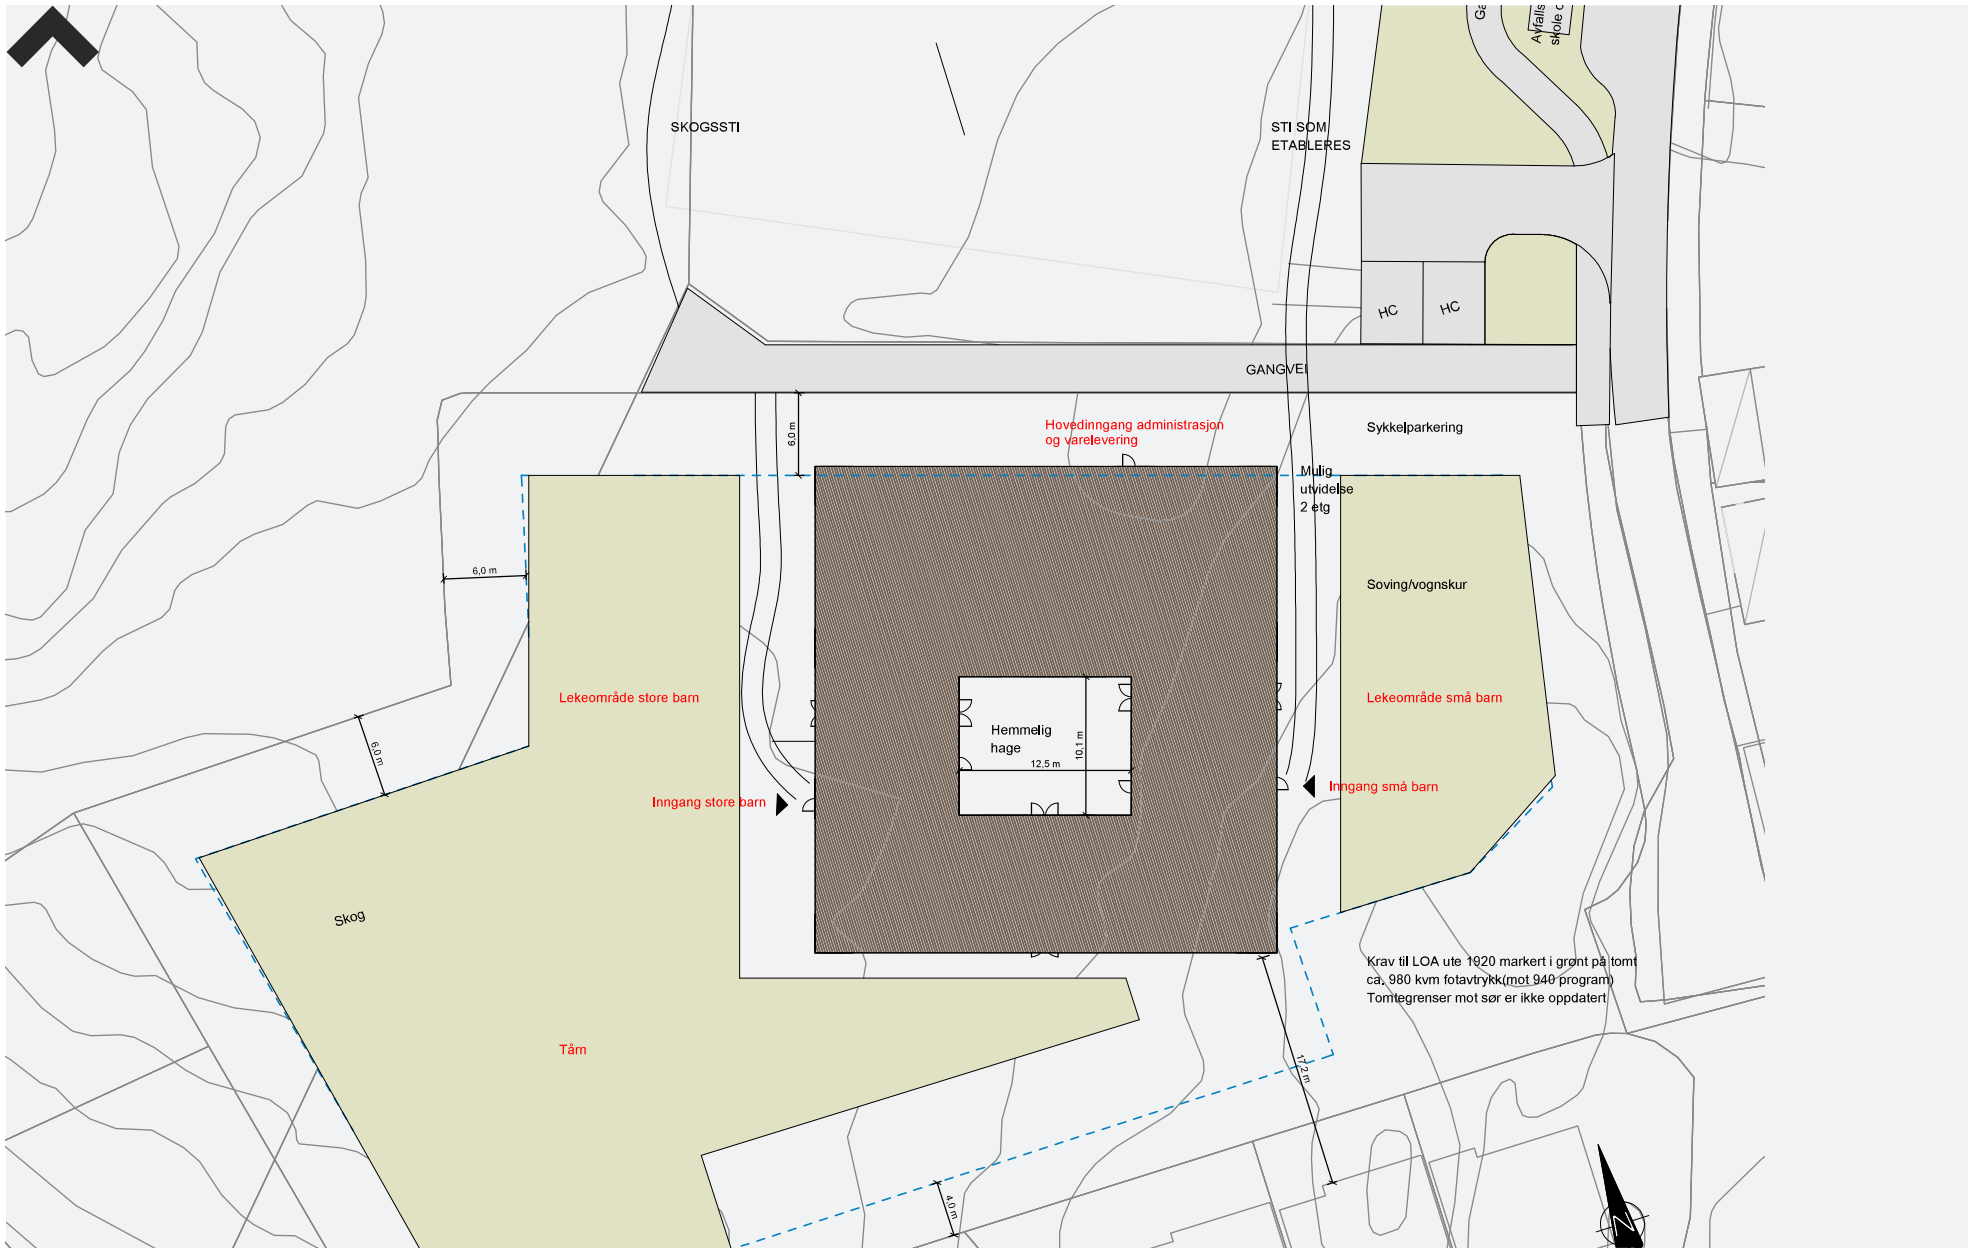 Ga
Avfalls
skole o
SKOGSSTI
STI SOM
ETABLERES
HC
HC
GANGVEI
6,0 m
Hovedinngang administrasjon
og varelevering
Sykkelparkering
Mulig
utvidelse
2 etg
6,0 m
Soving/vognskur
Lekeområde store barn
Lekeområde små barn
6,0 m
Hemmelig
hage
10,1 m
12,5 m
Inngang store barn
Inngang små barn
Skog
Krav til LOA ute 1920 markert i grønt på tomt
ca. 980 kvm fotavtrykk(mot 940 program)
Tomtegrenser mot sør er ikke oppdatert
Tårn
17,2 m
4,0 m
N